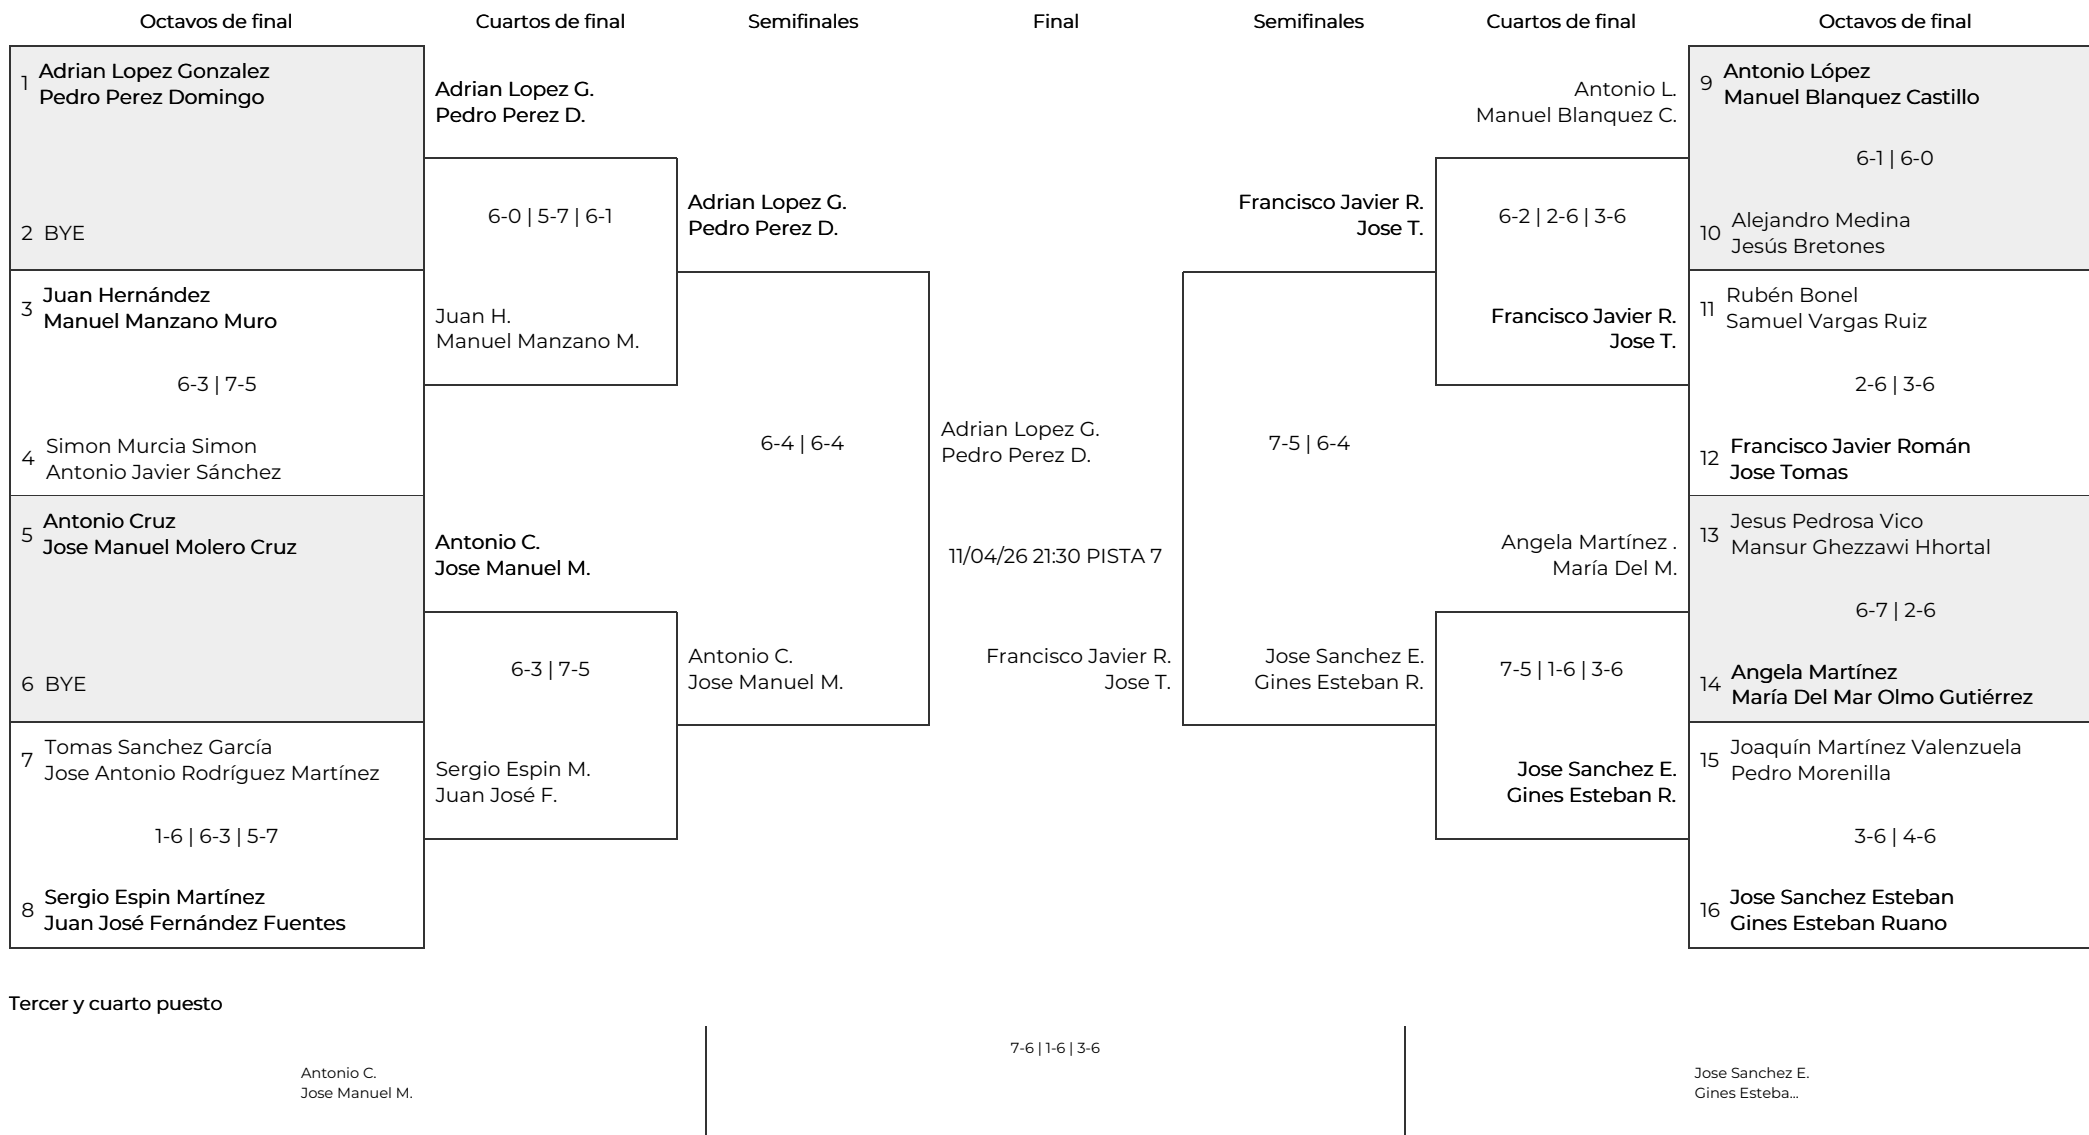 Octavos de final
Cuartos de final
Semifinales
Final
Semifinales
Cuartos de final
Octavos de final
1
Adrian Lopez Gonzalez
Pedro Perez Domingo
2 BYE
3
Juan Hernández
Manuel Manzano Muro
6-3 | 7-5
4
Simon Murcia Simon
Antonio Javier Sánchez
5
Antonio Cruz
Jose Manuel Molero Cruz
6 BYE
7
Tomas Sanchez García
Jose Antonio Rodríguez Martínez
1-6 | 6-3 | 5-7
8
Sergio Espin Martínez
Juan José Fernández Fuentes
Adrian Lopez G.
Pedro Perez D.
6-0 | 5-7 | 6-1
Juan H.
Manuel Manzano M.
Antonio C.
Jose Manuel M.
6-3 | 7-5
Sergio Espin M.
Juan José F.
Adrian Lopez G.
Pedro Perez D.
6-4 | 6-4
Antonio C.
Jose Manuel M.
Adrian Lopez G.
Pedro Perez D.
11/04/26 21:30 PISTA 7
Francisco Javier R.
Jose T.
Francisco Javier R.
Jose T.
7-5 | 6-4
Jose Sanchez E.
Gines Esteban R.
Antonio L.
Manuel Blanquez C.
6-2 | 2-6 | 3-6
Francisco Javier R.
Jose T.
Angela Martínez .
María Del M.
7-5 | 1-6 | 3-6
Jose Sanchez E.
Gines Esteban R.
9
Antonio López
Manuel Blanquez Castillo
6-1 | 6-0
10
Alejandro Medina
Jesús Bretones
11
Rubén Bonel
Samuel Vargas Ruiz
2-6 | 3-6
12
Francisco Javier Román
Jose Tomas
13
Jesus Pedrosa Vico
Mansur Ghezzawi Hhortal
6-7 | 2-6
14
Angela Martínez
María Del Mar Olmo Gutiérrez
15
Joaquín Martínez Valenzuela
Pedro Morenilla
3-6 | 4-6
16
Jose Sanchez Esteban
Gines Esteban Ruano
Tercer y cuarto puesto
Antonio C.
Jose Manuel M.
7-6 | 1-6 | 3-6
Jose Sanchez E.
Gines Esteba...